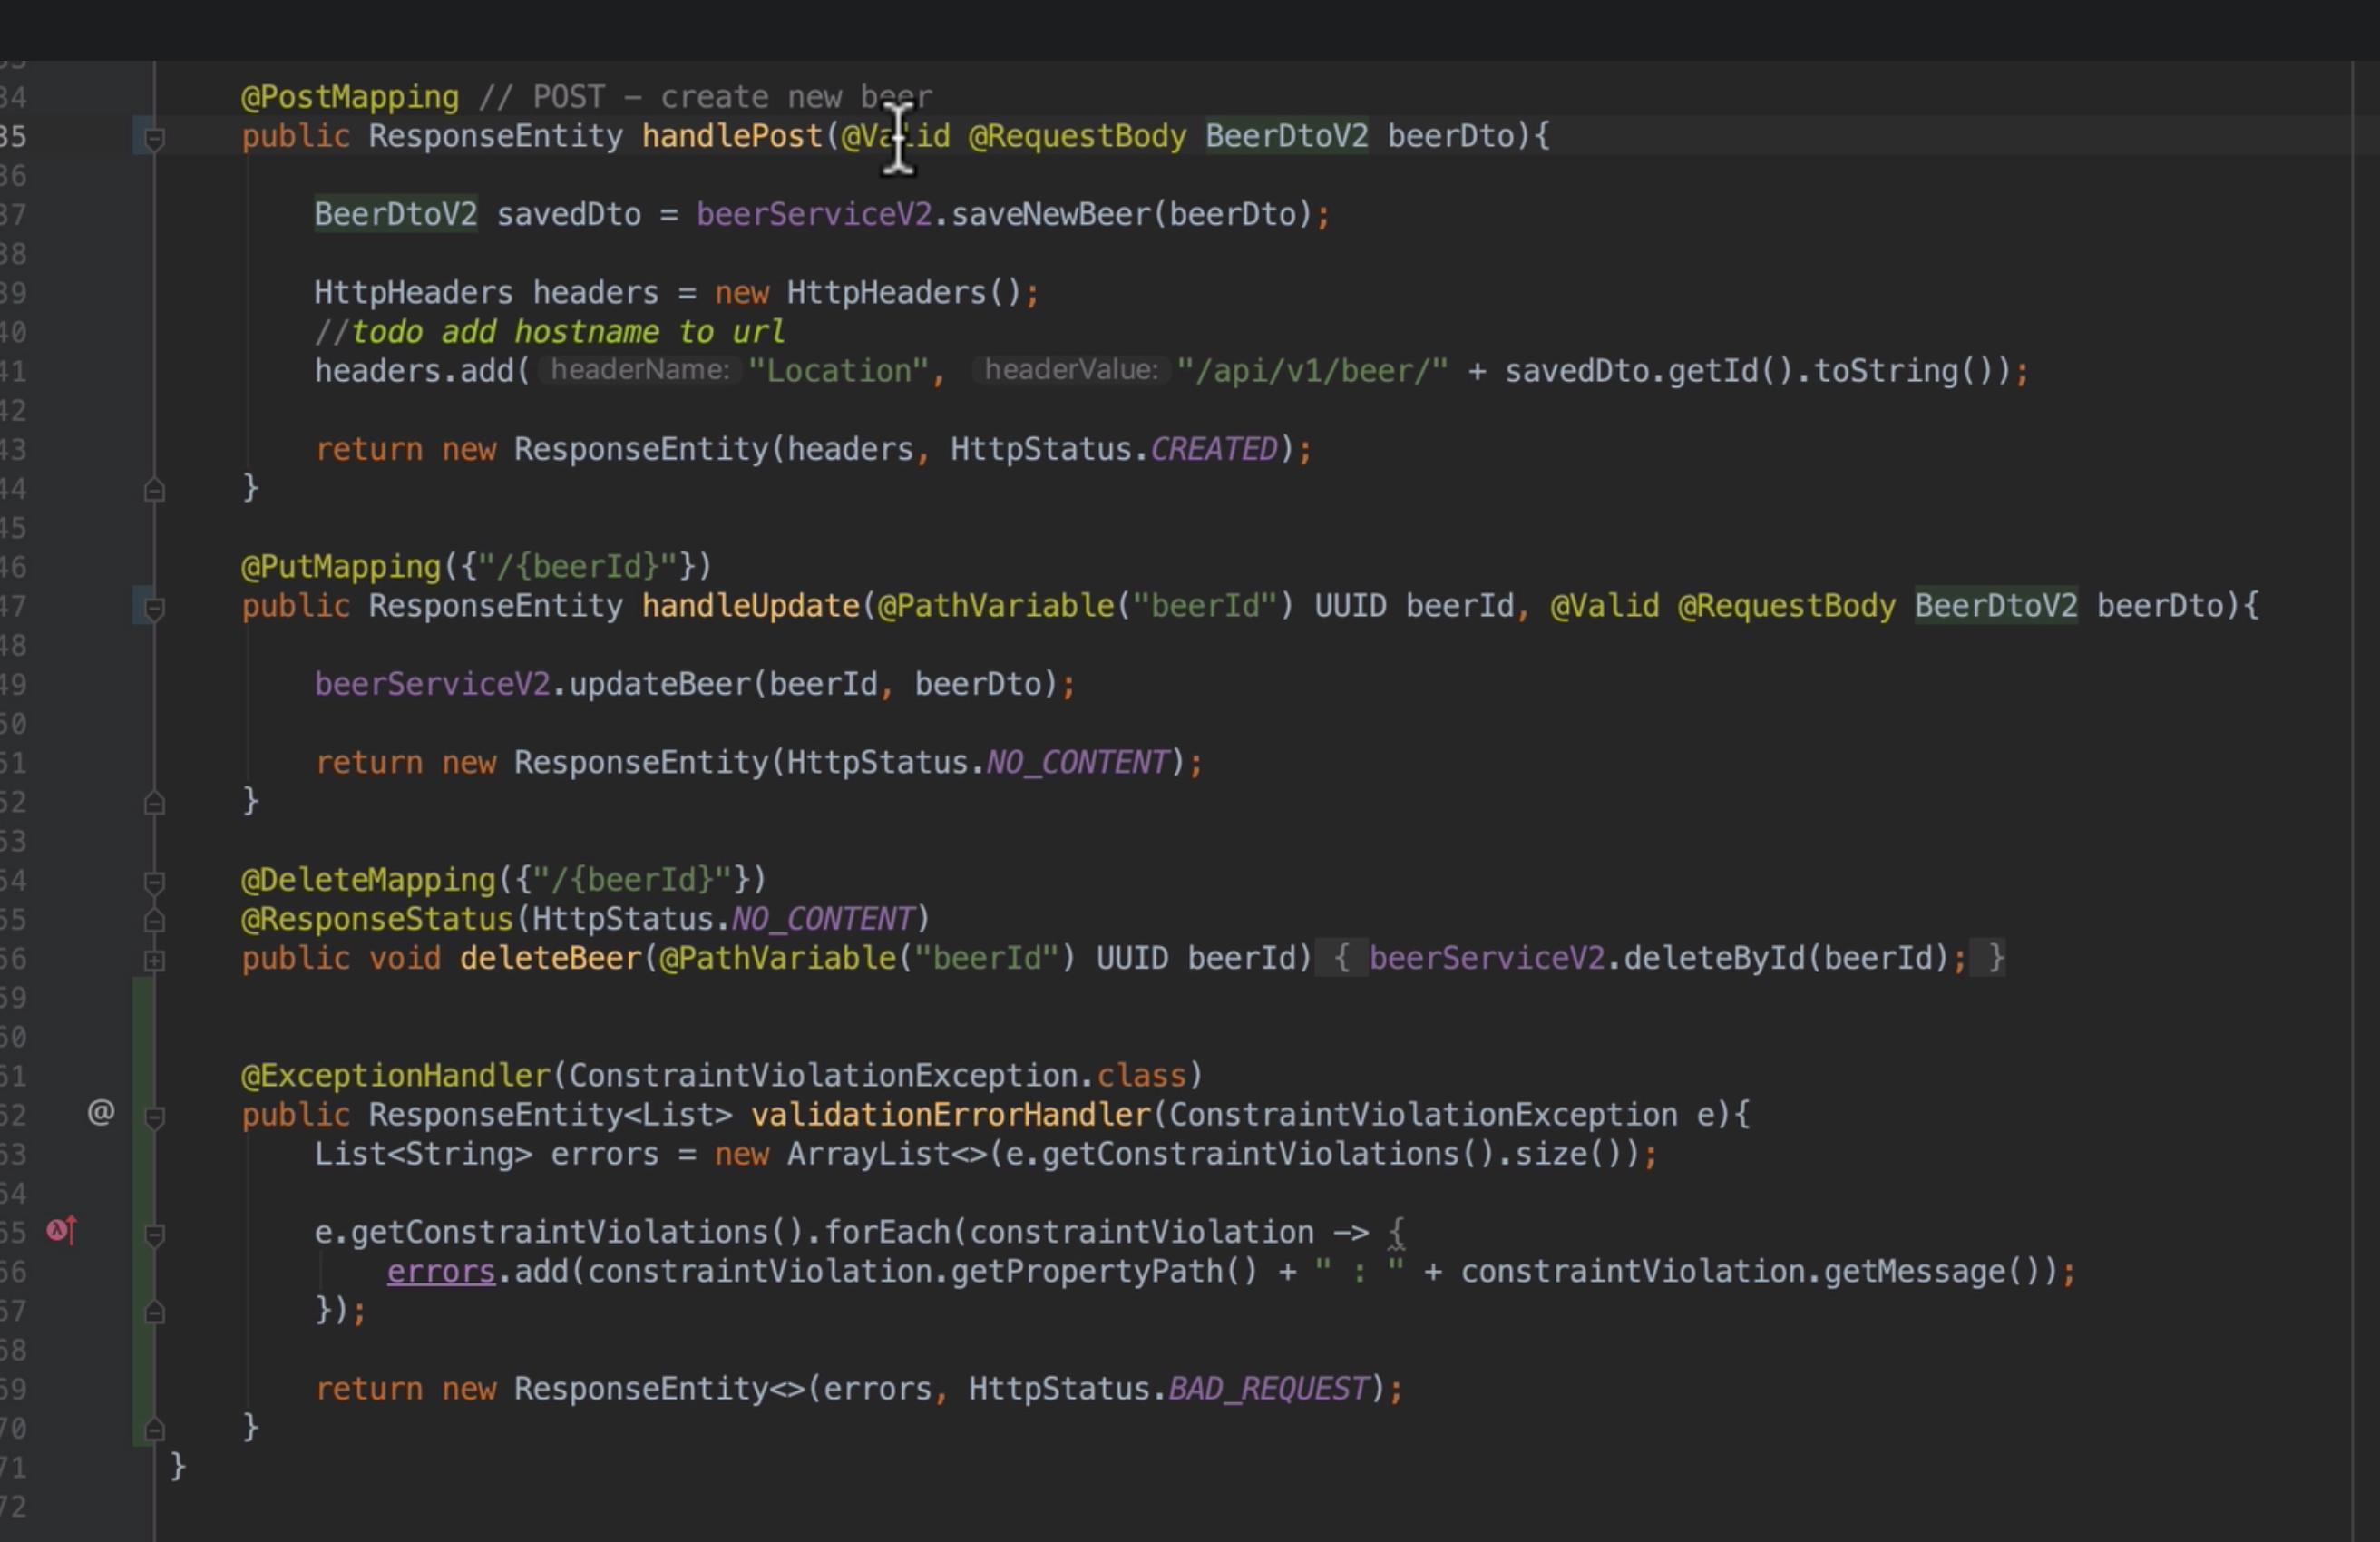 34 @PostMapping // POST – create new beer
35 public ResponseEntity handlePost(@Valid @RequestBody BeerDtoV2 beerDto){
36
37 BeerDtoV2 savedDto = beerServiceV2.saveNewBeer(beerDto);
38
39 HttpHeaders headers = new HttpHeaders();
40 //todo add hostname to url
41 headers.add( headerName: "Location", headerValue: "/api/v1/beer/" + savedDto.getId().toString());
42
43 return new ResponseEntity(headers, HttpStatus.CREATED);
44 }
45
46 @PutMapping({"/{beerId}"})
47 public ResponseEntity handleUpdate(@PathVariable("beerId") UUID beerId, @Valid @RequestBody BeerDtoV2 beerDto){
48
49 beerServiceV2.updateBeer(beerId, beerDto);
50
51 return new ResponseEntity(HttpStatus.NO_CONTENT);
52 }
53
54 @DeleteMapping({"/{beerId}"})
55 @ResponseStatus(HttpStatus.NO_CONTENT)
56 public void deleteBeer(@PathVariable("beerId") UUID beerId) { beerServiceV2.deleteById(beerId); }
59
60
61 @ExceptionHandler(ConstraintViolationException.class)
62 @ public ResponseEntity<List> validationErrorHandler(ConstraintViolationException e){
63 List<String> errors = new ArrayList<>(e.getConstraintViolations().size());
64
65 e.getConstraintViolations().forEach(constraintViolation -> {
66 errors.add(constraintViolation.getPropertyPath() + " : " + constraintViolation.getMessage());
67 });
68
69 return new ResponseEntity<>(errors, HttpStatus.BAD_REQUEST);
70 }
71 }
72